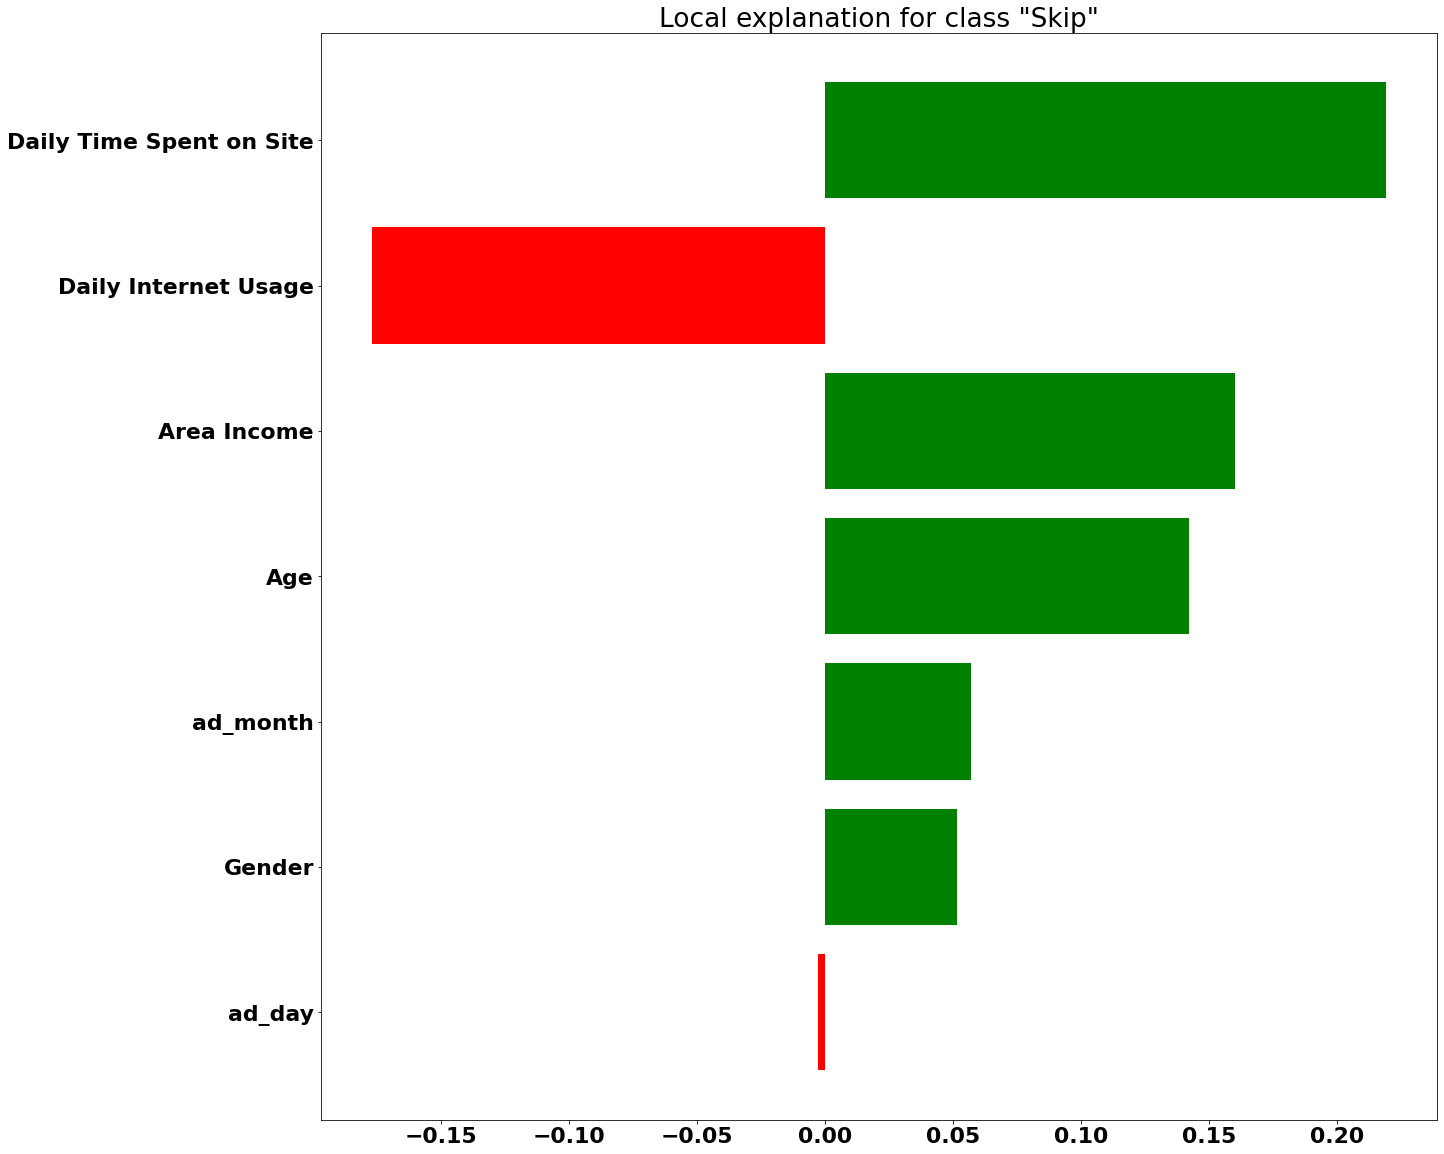 Local explanation for class "Skip"
Daily Time Spent on Site
Daily Internet Usage
Area Income
Age
ad_month
Gender
ad_day
−0.15 −0.10 −0.05 0.00 0.05 0.10 0.15 0.20